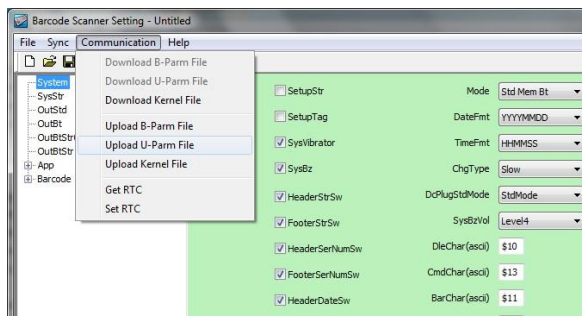 Barcode Scanner Setting - Untitled
File Sync Communication Help
Download B-Parm File
Download U-Parm File
Download Kernel File
Upload B-Parm File
Upload U-Parm File
Upload Kernel File
Get RTC
Set RTC
System
SysStr
OutStd
OutBt
OutBtStr
OutBtStr
App
Barcode
SetupStr Mode Std Mem Bt
SetupTag DateFmt YYYYMMDD
SysVibrator TimeFmt HHMMSS
SysBz ChgType Slow
HeaderStrSw DcPlugStdMode StdMode
FooterStrSw SysBzVol Level4
HeaderSerNumSw DleChar(ascii) $10
FooterSerNumSw CmdChar(ascii) $13
HeaderDateSw BarChar(ascii) $11